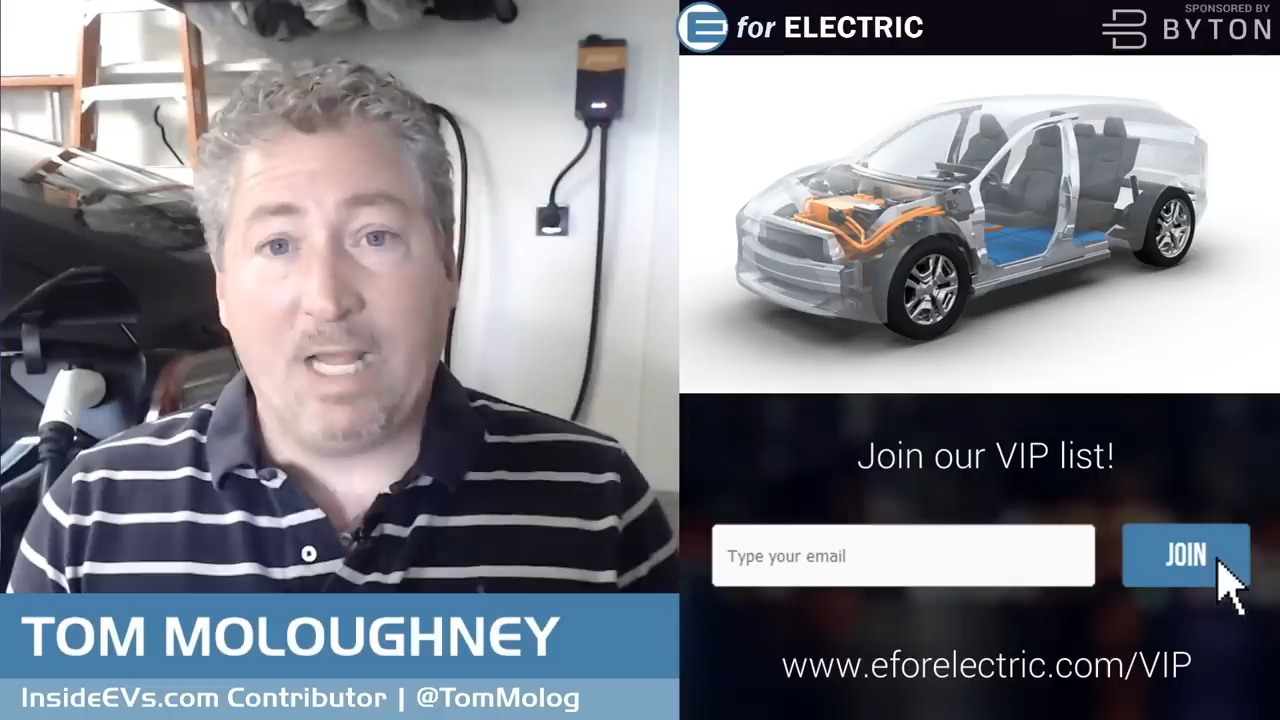 E for ELECTRIC
SPONSORED BY
BYTON
Join our VIP list!
Type your email
JOIN
www.eforelectric.com/VIP
TOM MOLOUGHNEY
InsideEVs.com Contributor | @TomMolog